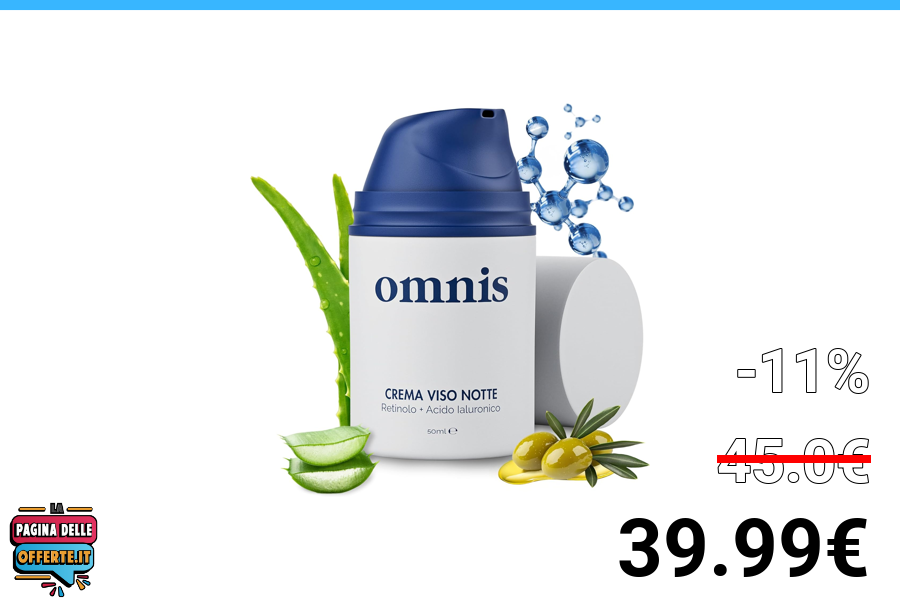 omnis
CREMA VISO NOTTE
Retinolo + Acido Ialuronico
50ml ℮
-11%
45.0€
39.99€
LA
PAGINA DELLE
OFFERTE.IT